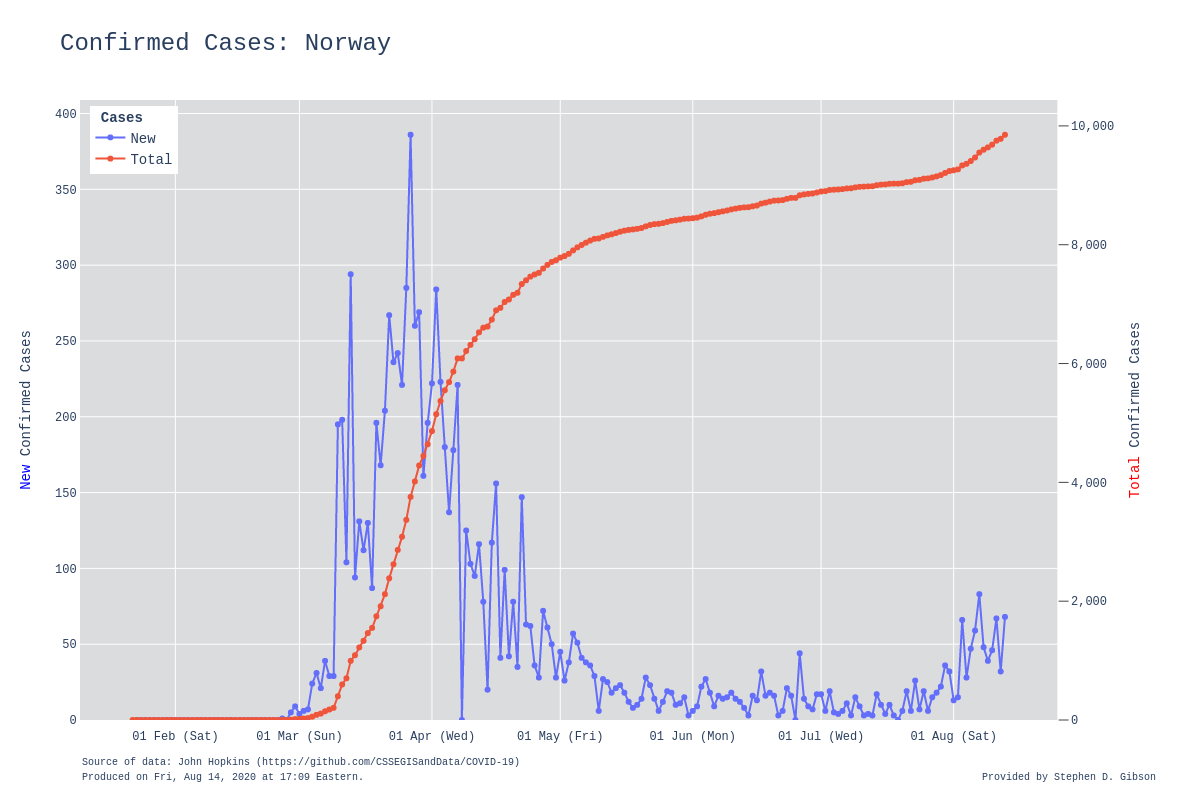 Confirmed Cases: Norway
Cases
New
Total
400
350
300
250
200
150
100
50
0
10,000
8,000
6,000
4,000
2,000
0
New Confirmed Cases
Total Confirmed Cases
01 Feb (Sat)
01 Mar (Sun)
01 Apr (Wed)
01 May (Fri)
01 Jun (Mon)
01 Jul (Wed)
01 Aug (Sat)
Source of data: John Hopkins (https://github.com/CSSEGISandData/COVID-19)
Produced on Fri, Aug 14, 2020 at 17:09 Eastern.
Provided by Stephen D. Gibson